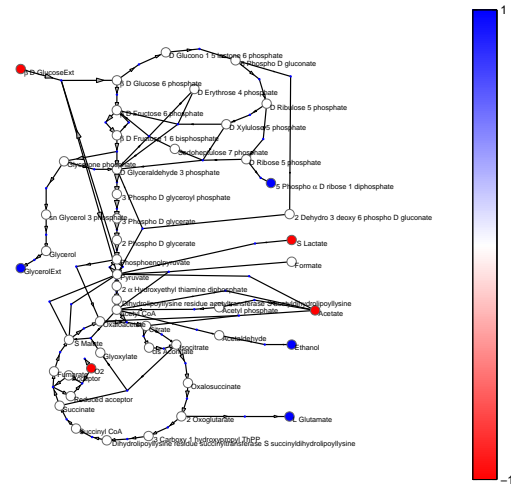 D Glucono 1 5 lactone 6 phosphate
6 Phospho D gluconate
β D GlucoseExt
β D Glucose 6 phosphate
D Erythrose 4 phosphate
D Ribulose 5 phosphate
D Fructose 6 phosphate
D Xylulose 5 phosphate
β D Fructose 1 6 bisphosphate
Sedoheptulose 7 phosphate
Glycerone phosphate
D Ribose 5 phosphate
D Glyceraldehyde 3 phosphate
5 Phospho α D ribose 1 diphosphate
3 Phospho D glyceroyl phosphate
sn Glycerol 3 phosphate
3 Phospho D glycerate
2 Dehydro 3 deoxy 6 phospho D gluconate
2 Phospho D glycerate
S Lactate
Glycerol
Phosphoenolpyruvate
GlycerolExt
Formate
Pyruvate
2 α Hydroxyethyl thiamine diphosphate
Dihydrolipoyllysine residue acetyltransferase S acetyldihydrolipoyllysine
Acetyl CoA
Acetyl phosphate
Acetate
Oxaloacetate
Citrate
Acetaldehyde
S Malate
cis Aconitate
Isocitrate
Ethanol
Glyoxylate
Fumarate
O2
Acceptor
Oxalosuccinate
Reduced acceptor
Succinate
2 Oxoglutarate
L Glutamate
Succinyl CoA
3 Carboxy 1 hydroxypropyl ThPP
Dihydrolipoyllysine residue succinyltransferase S succinyldihydrolipoyllysine
1
0
−1